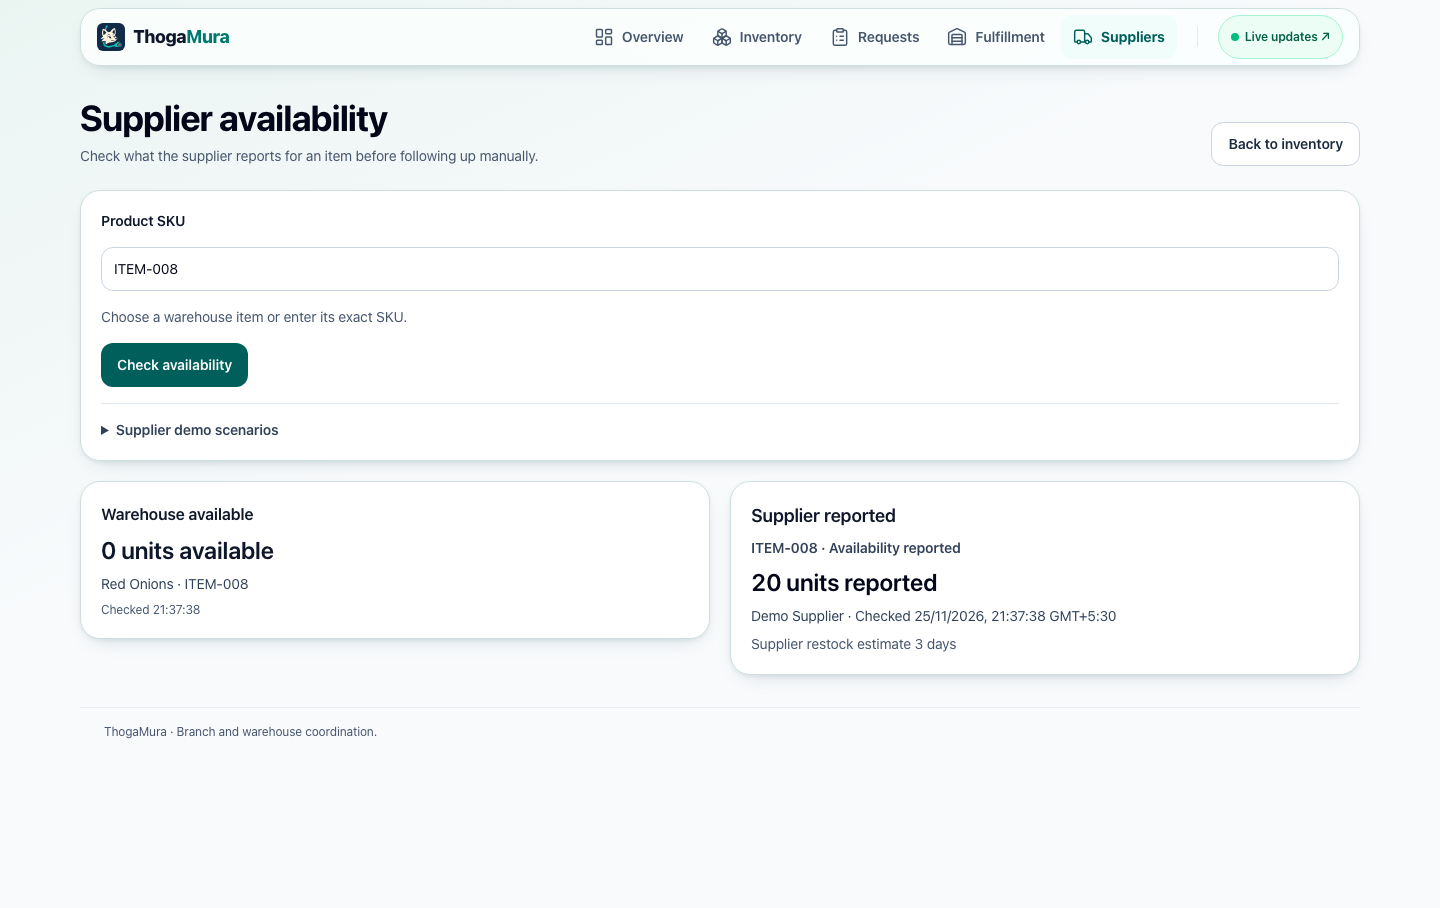 ThogaMura
Overview
Inventory
Requests
Fulfillment
Suppliers
Live updates ↗
Supplier availability
Check what the supplier reports for an item before following up manually.
Back to inventory
Product SKU
ITEM-008
Choose a warehouse item or enter its exact SKU.
Check availability
Supplier demo scenarios
Warehouse available
0 units available
Red Onions · ITEM-008
Checked 21:37:38
Supplier reported
ITEM-008 · Availability reported
20 units reported
Demo Supplier · Checked 25/11/2026, 21:37:38 GMT+5:30
Supplier restock estimate 3 days
ThogaMura · Branch and warehouse coordination.